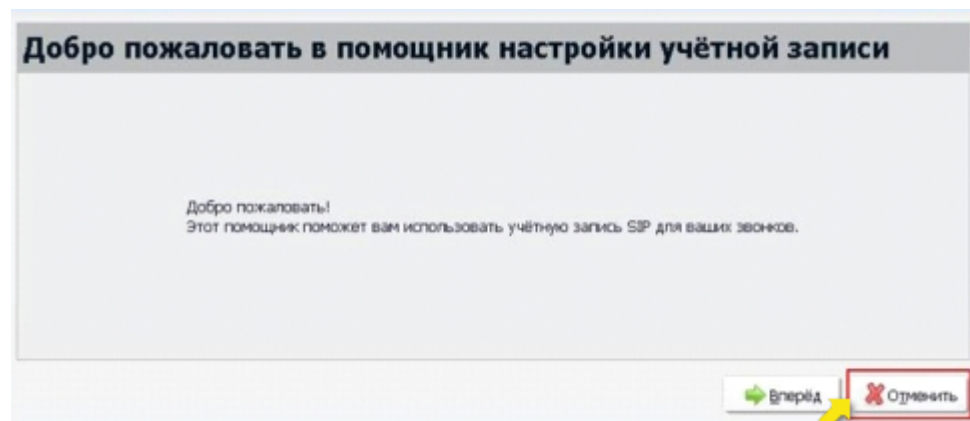 Добро пожаловать в помощник настройки учётной записи
Добро пожаловать!
Этот помощник поможет вам использовать учётную запись SIP для ваших звонков.
Вперёд
Отменить